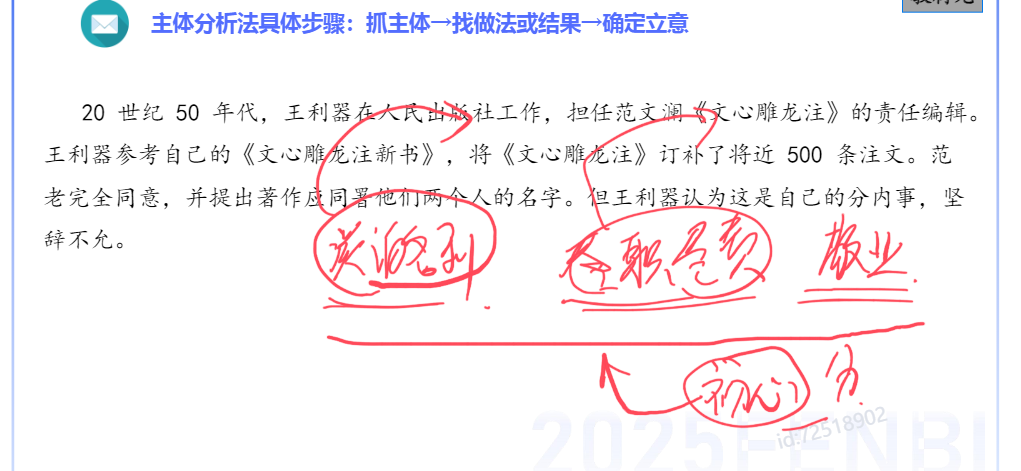 主体分析法具体步骤：抓主体→找做法或结果→确定立意
20 世纪 50 年代，王利器在人民出版社工作，担任范文澜《文心雕龙注》的责任编辑。
王利器参考自己的《文心雕龙注新书》，将《文心雕龙注》订补了将近 500 条注文。范
老完全同意，并提出著作应同署他们两个人的名字。但王利器认为这是自己的分内事，坚
辞不允。
淡泊名利
尽职尽责
敬业
初心
2025FENBI
id:72518902